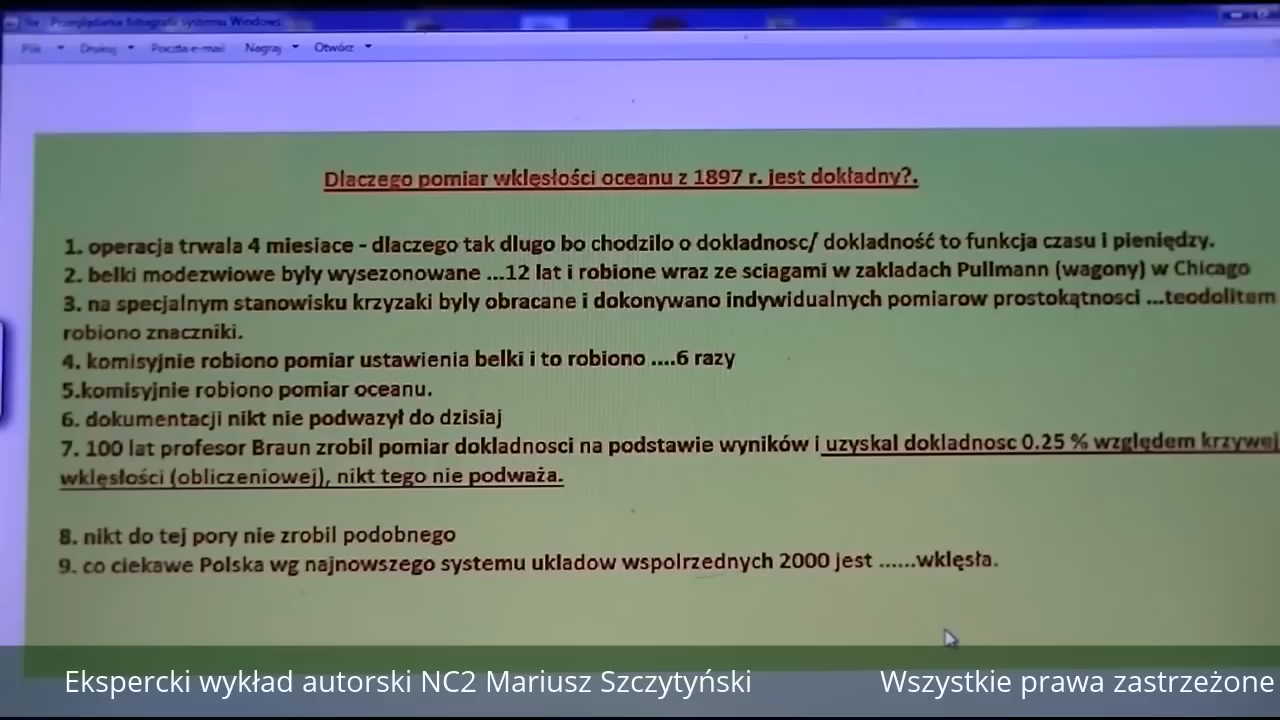 Przeglądanie fotografii systemu Windows
Plik Drukuj Poczta e-mail Nagraj Otwórz
Dlaczego pomiar wklęsłości oceanu z 1897 r. jest dokładny?.
1. operacja trwala 4 miesiace - dlaczego tak dlugo bo chodzilo o dokladnosc/ dokladność to funkcja czasu i pieniędzy.
2. belki modezwiowe byly wysezonowane ...12 lat i robione wraz ze sciagami w zakladach Pullmann (wagony) w Chicago
3. na specjalnym stanowisku krzyzaki byly obracane i dokonywano indywidualnych pomiarow prostokątnosci ...teodolitem
robiono znaczniki.
4. komisyjnie robiono pomiar ustawienia belki i to robiono ....6 razy
5.komisyjnie robiono pomiar oceanu.
6. dokumentacji nikt nie podwazył do dzisiaj
7. 100 lat profesor Braun zrobil pomiar dokladnosci na podstawie wyników i uzyskal dokladnosc 0.25 % względem krzywej
wklęsłości (obliczeniowej), nikt tego nie podważa.
8. nikt do tej pory nie zrobil podobnego
9. co ciekawe Polska wg najnowszego systemu ukladow wspolrzednych 2000 jest ......wklęsła.
Ekspercki wykład autorski NC2 Mariusz Szczytyński Wszystkie prawa zastrzeżone